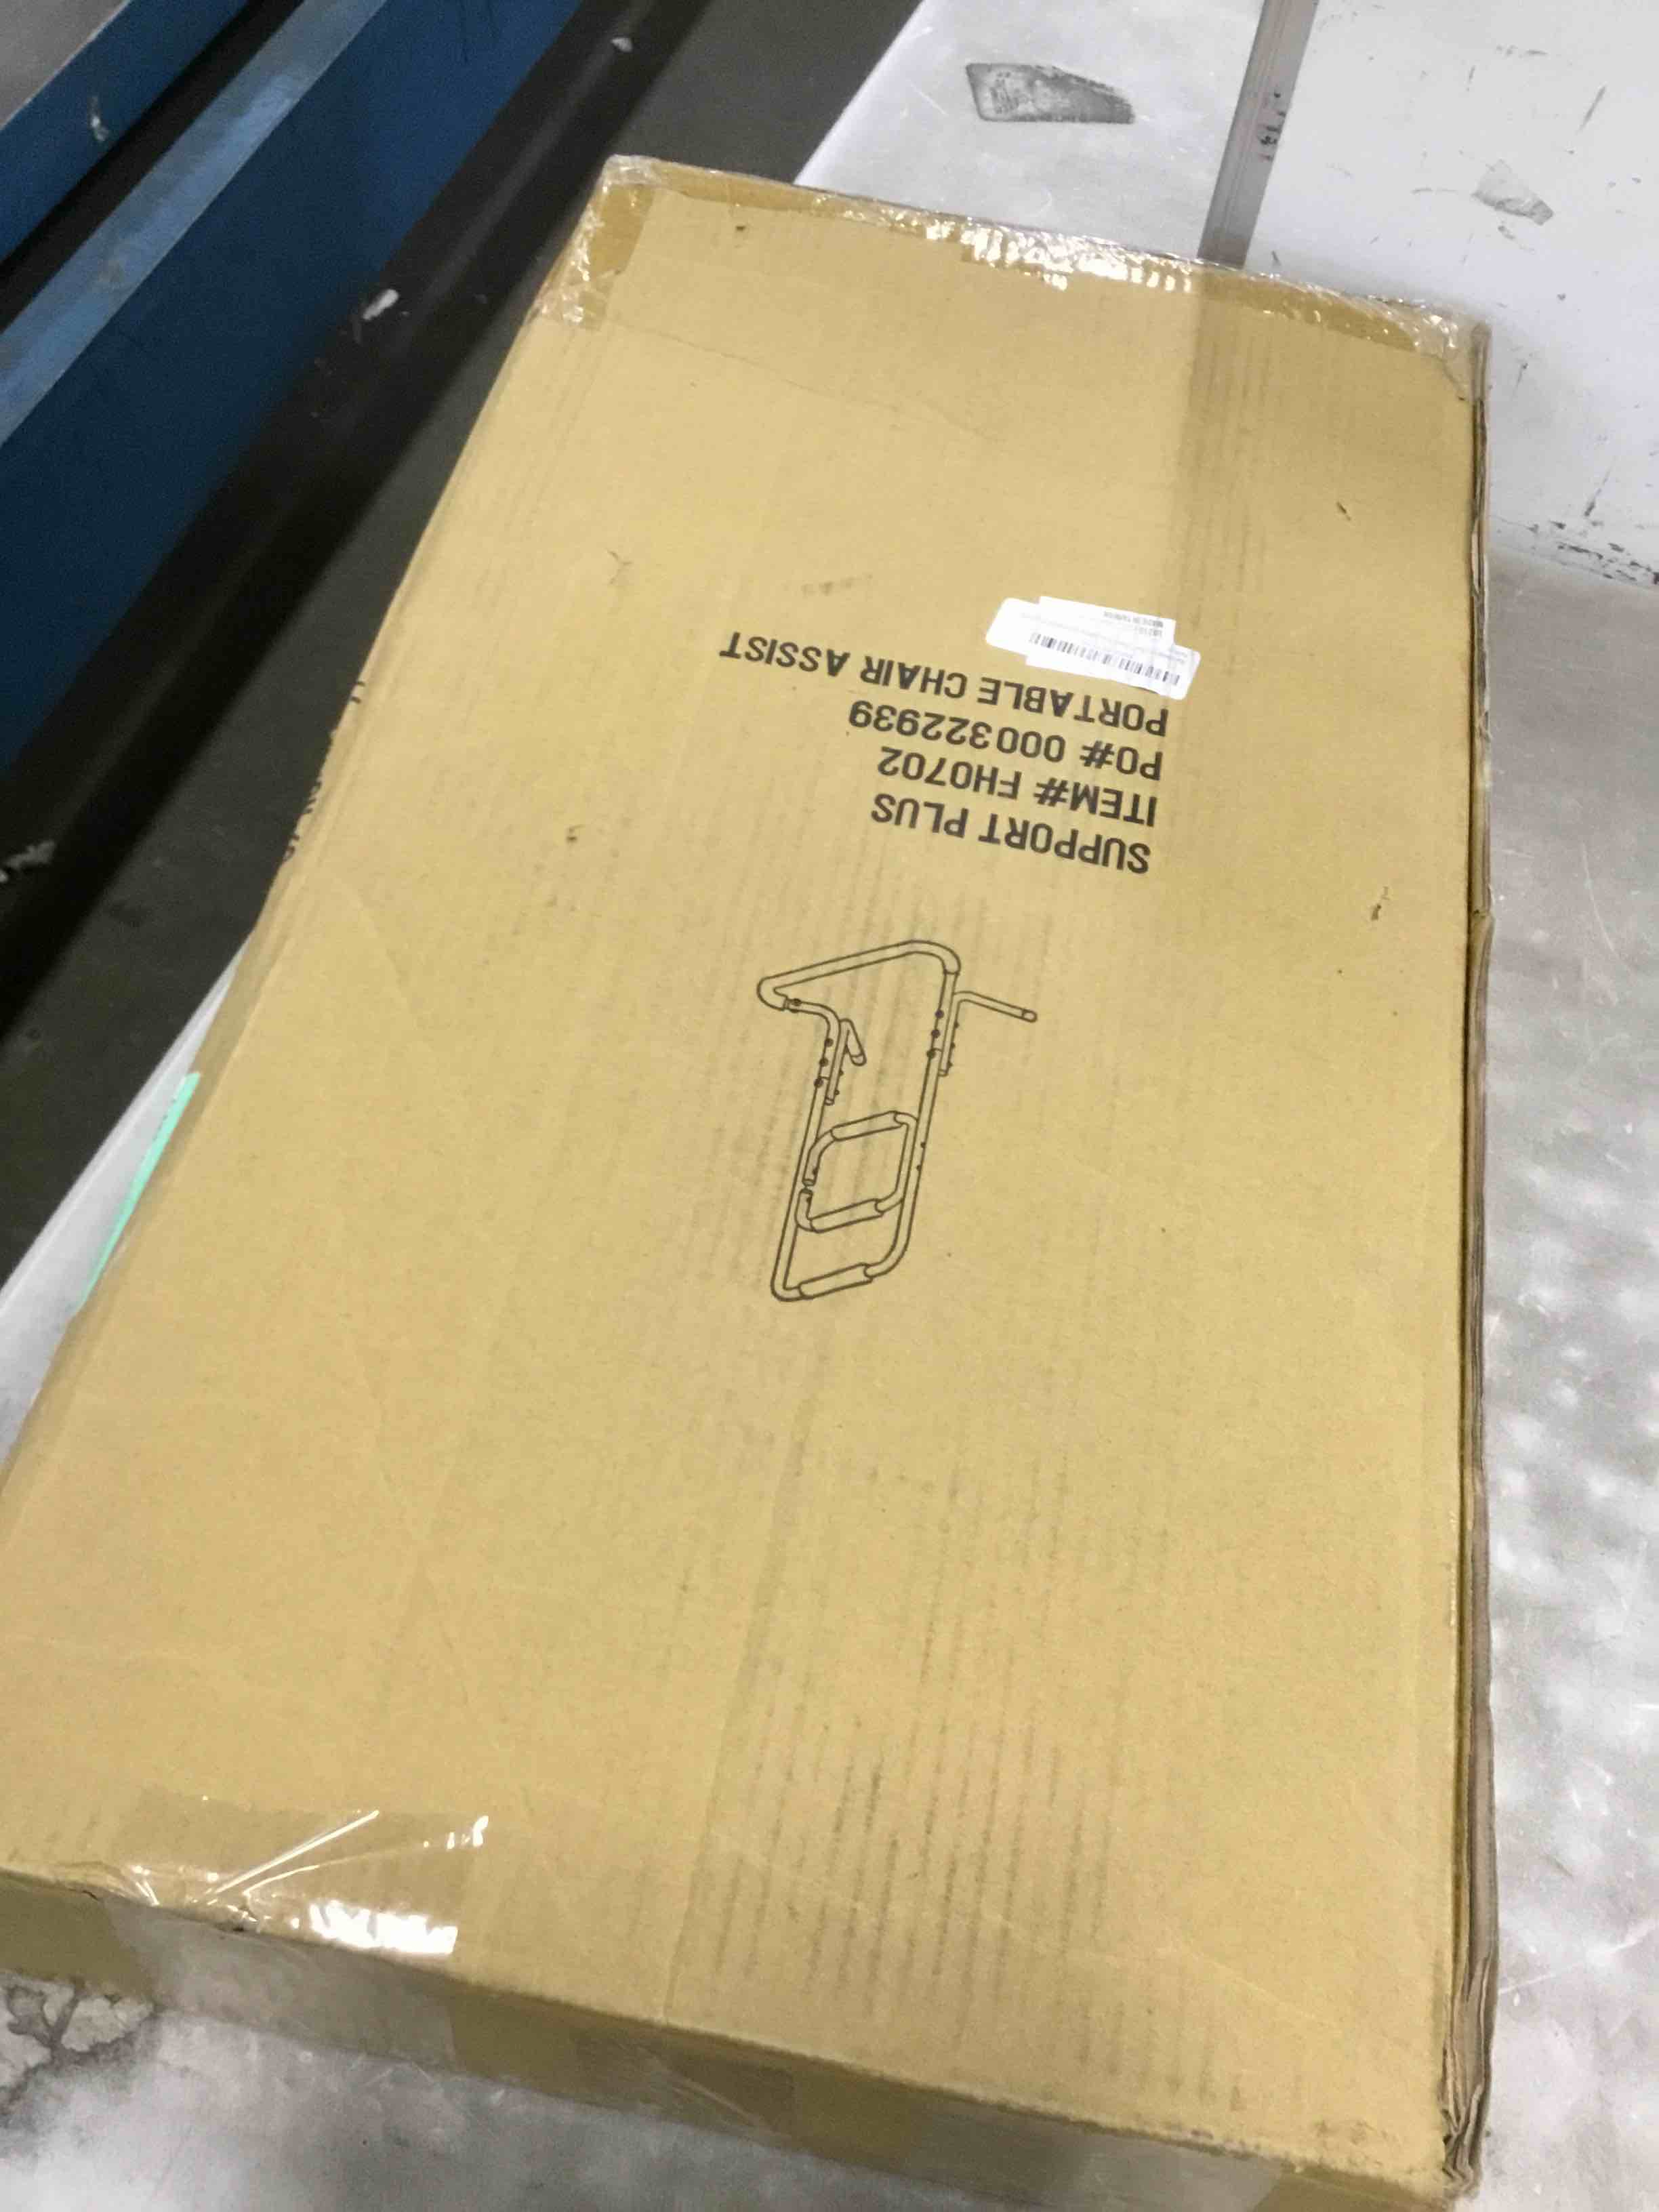 SUPPORT PLUS
ITEM# FH0702
PO# 000322939
PORTABLE CHAIR ASSIST